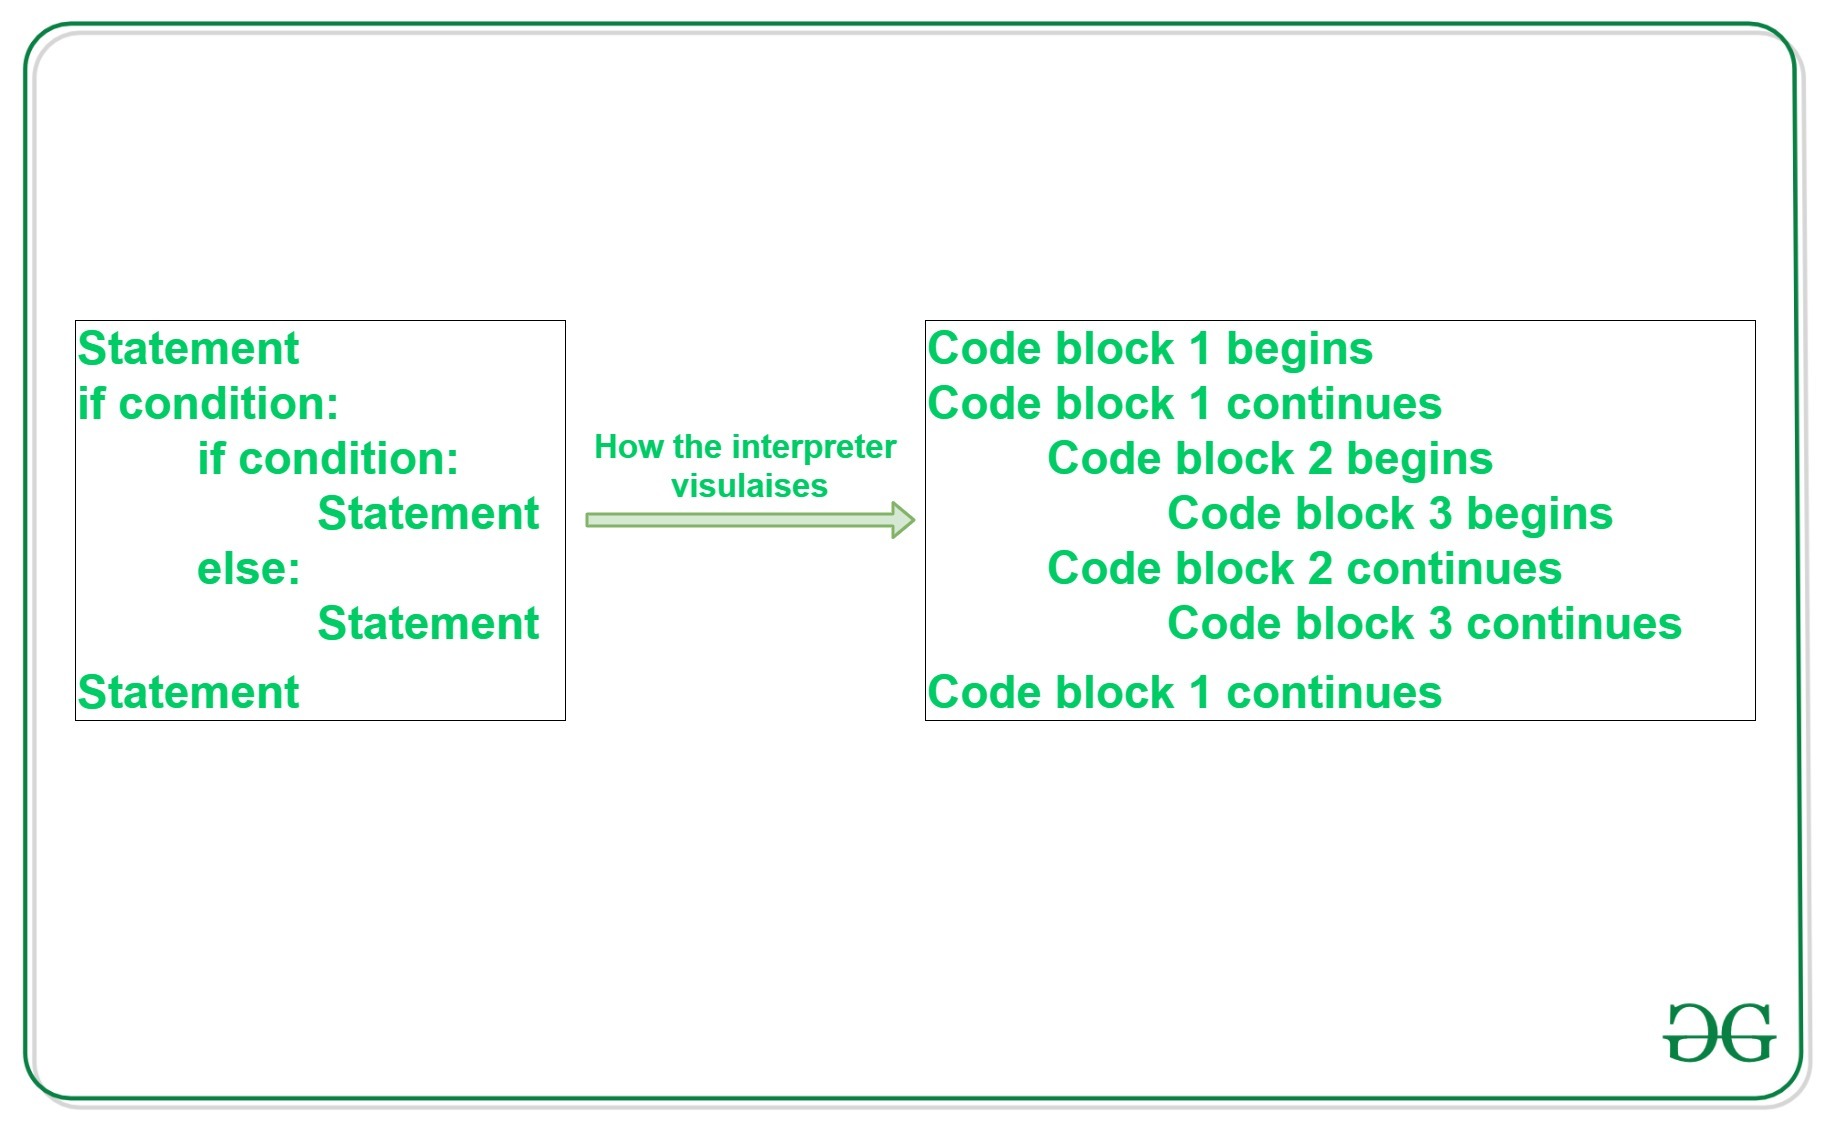 Statement
if condition:
if condition:
Statement
else:
Statement
Statement
How the interpreter
visulaises
Code block 1 begins
Code block 1 continues
Code block 2 begins
Code block 3 begins
Code block 2 continues
Code block 3 continues
Code block 1 continues